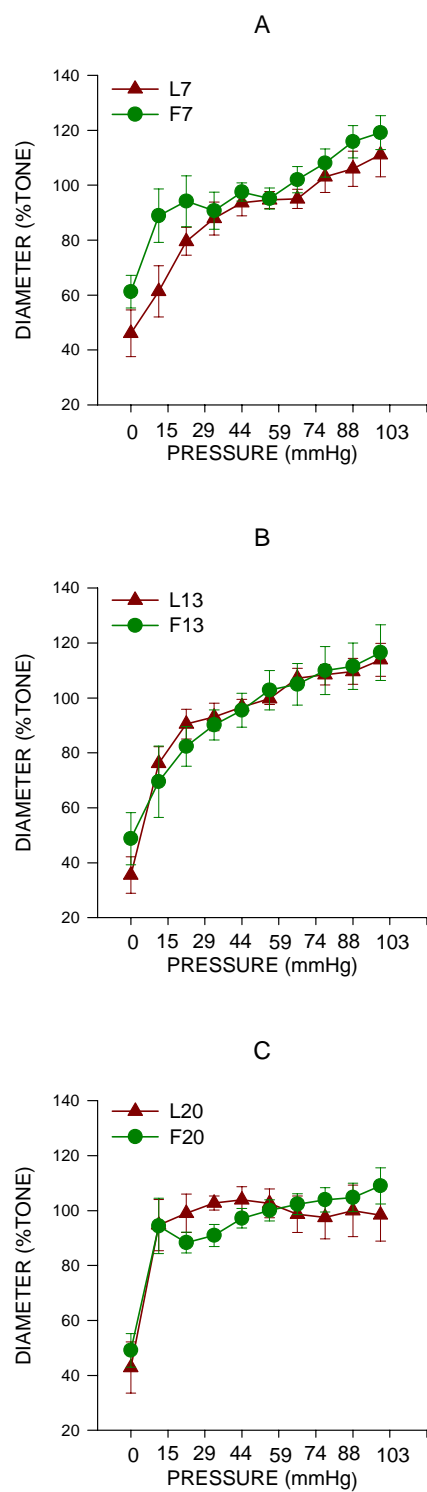 A
DIAMETER (%TONE)
140
120
100
80
60
40
20
L7
F7
0 15 29 44 59 74 88 103
PRESSURE (mmHg)
B
DIAMETER (%TONE)
140
120
100
80
60
40
20
L13
F13
0 15 29 44 59 74 88 103
PRESSURE (mmHg)
C
DIAMETER (%TONE)
140
120
100
80
60
40
20
L20
F20
0 15 29 44 59 74 88 103
PRESSURE (mmHg)